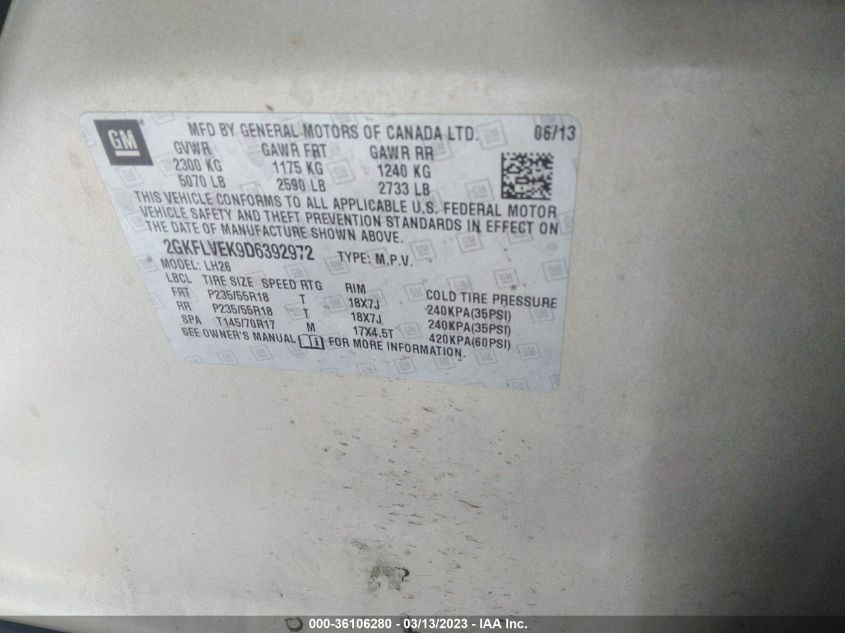 GM
MFD BY GENERAL MOTORS OF CANADA LTD. 06/13
GVWR GAWR FRT GAWR RR
2300 KG 1175 KG 1240 KG
5070 LB 2590 LB 2733 LB
THIS VEHICLE CONFORMS TO ALL APPLICABLE U.S. FEDERAL MOTOR
VEHICLE SAFETY AND THEFT PREVENTION STANDARDS IN EFFECT ON
THE DATE OF MANUFACTURE SHOWN ABOVE.
2GKFLVEK9D6392972 TYPE: M.P.V.
MODEL: LH26
LBCL TIRE SIZE SPEED RTG RIM COLD TIRE PRESSURE
FRT P235/55R18 T 18X7J 240KPA(35PSI)
RR P235/55R18 T 18X7J 240KPA(35PSI)
SPA T145/70R17 M 17X4.5T 420KPA(60PSI)
SEE OWNER'S MANUAL FOR MORE INFORMATION.
000-36106280 - 03/13/2023 - IAA Inc.